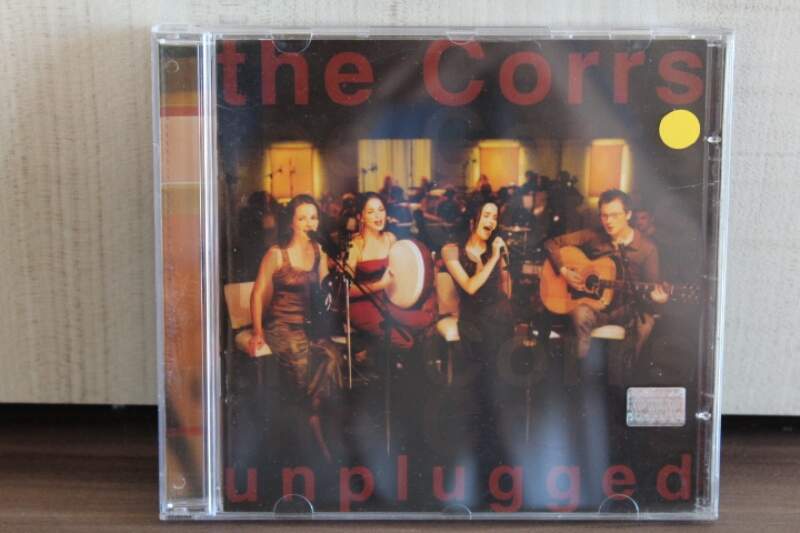 the Corrs
unplugged